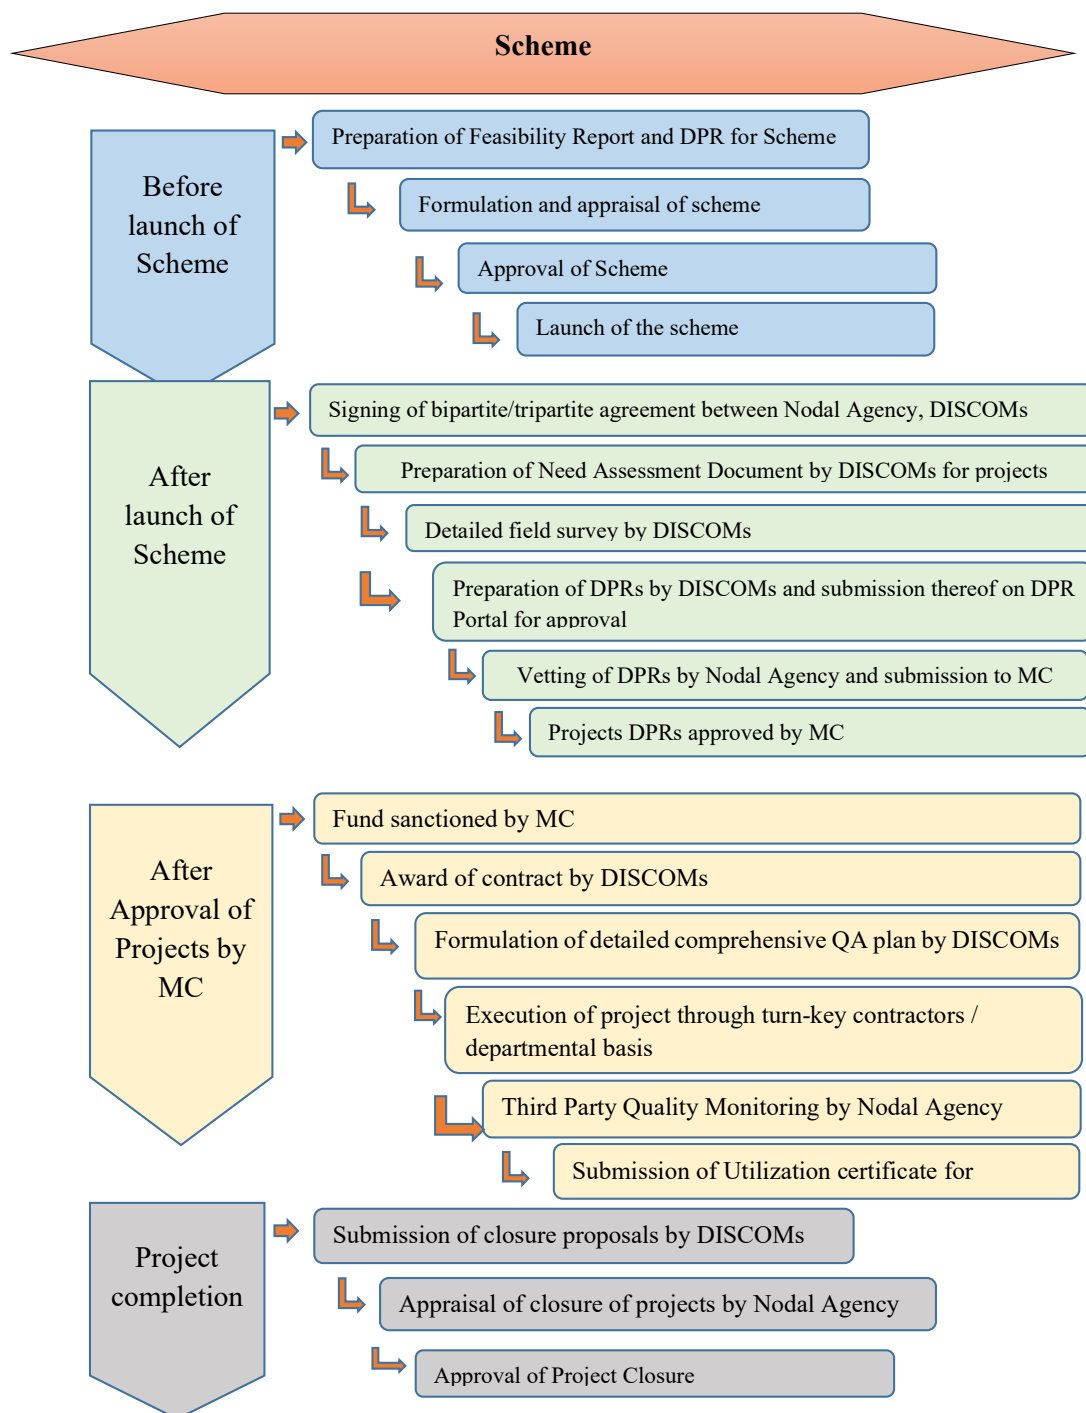 Scheme
Before
launch of
Scheme
Preparation of Feasibility Report and DPR for Scheme
Formulation and appraisal of scheme
Approval of Scheme
Launch of the scheme
After
launch of
Scheme
Signing of bipartite/tripartite agreement between Nodal Agency, DISCOMs
Preparation of Need Assessment Document by DISCOMs for projects
Detailed field survey by DISCOMs
Preparation of DPRs by DISCOMs and submission thereof on DPR
Portal for approval
Vetting of DPRs by Nodal Agency and submission to MC
Projects DPRs approved by MC
After
Approval of
Projects by
MC
Fund sanctioned by MC
Award of contract by DISCOMs
Formulation of detailed comprehensive QA plan by DISCOMs
Execution of project through turn-key contractors /
departmental basis
Third Party Quality Monitoring by Nodal Agency
Submission of Utilization certificate for
Project
completion
Submission of closure proposals by DISCOMs
Appraisal of closure of projects by Nodal Agency
Approval of Project Closure